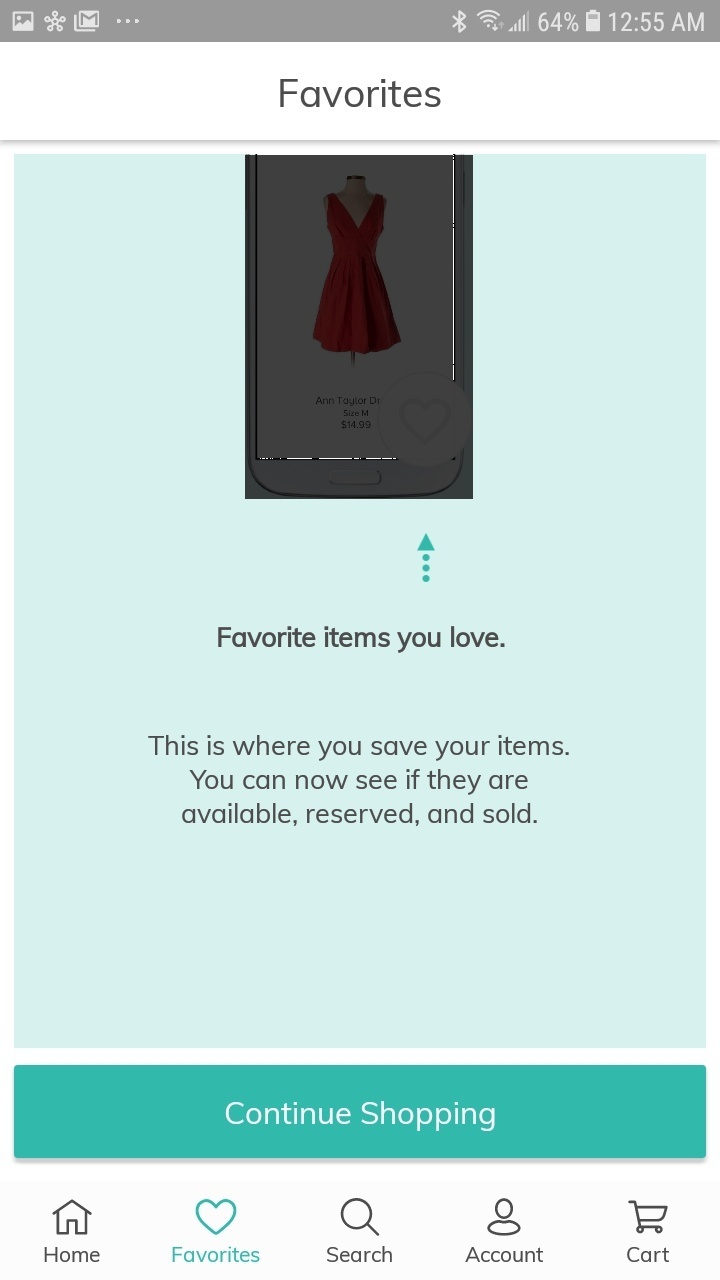 64% 12:55 AM
Favorites
Ann Taylor Dr
Size M
$14.99
Favorite items you love.
This is where you save your items.
You can now see if they are
available, reserved, and sold.
Continue Shopping
Home Favorites Search Account Cart